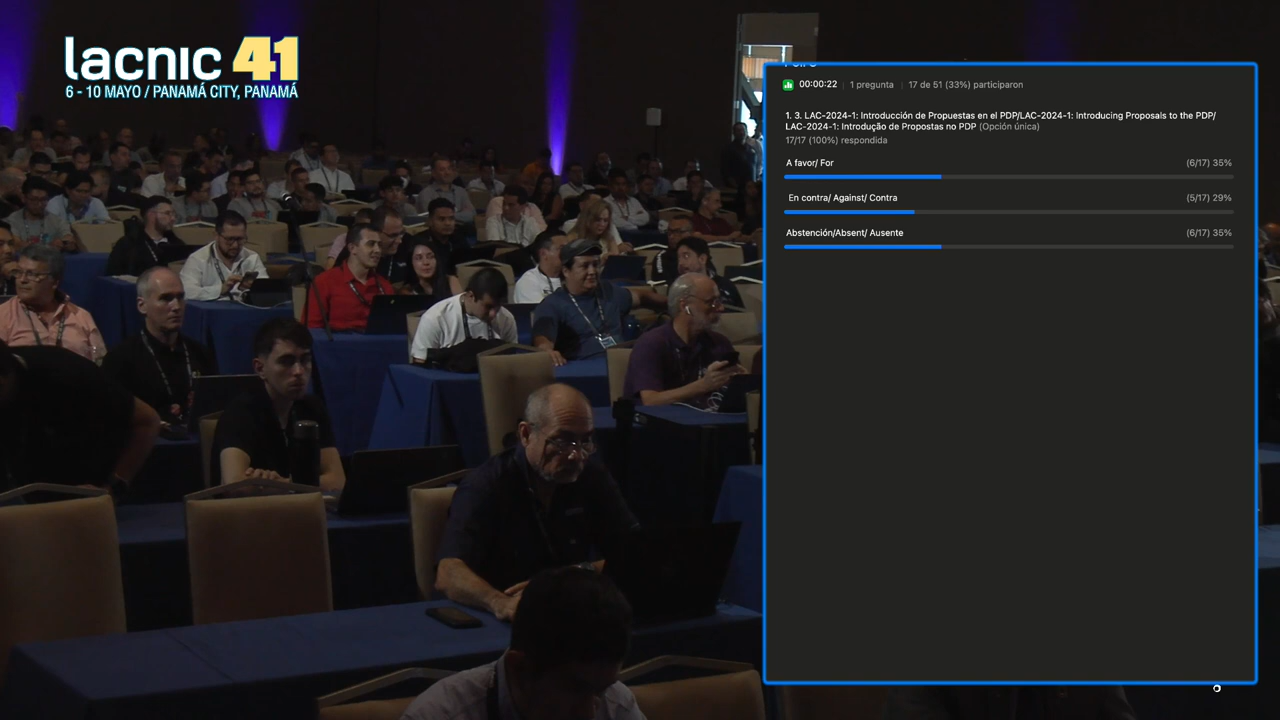 lacnic 41
6 - 10 MAYO / PANAMÁ CITY, PANAMÁ
00:00:22 | 1 pregunta | 17 de 51 (33%) participaron
1. 3. LAC-2024-1: Introducción de Propuestas en el PDP/LAC-2024-1: Introducing Proposals to the PDP/
LAC-2024-1: Introdução de Propostas no PDP (Opción única)
17/17 (100%) respondida
A favor/ For (6/17) 35%
En contra/ Against/ Contra (5/17) 29%
Abstención/Absent/ Ausente (6/17) 35%